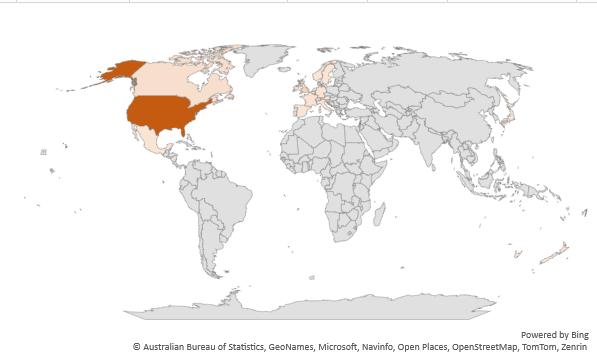 Powered by Bing
© Australian Bureau of Statistics, GeoNames, Microsoft, Navinfo, Open Places, OpenStreetMap, TomTom, Zenrin